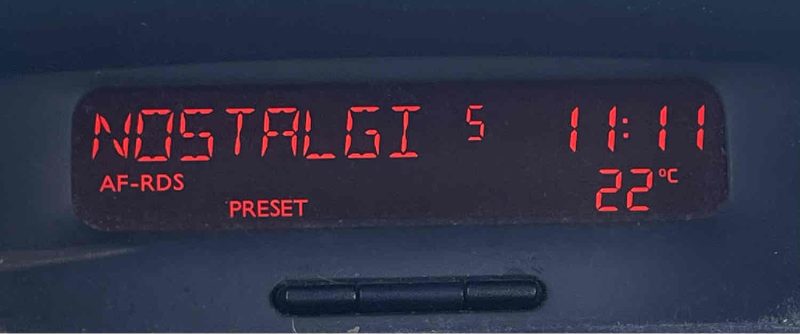 NOSTALGI 5 11:11
AF-RDS 22°C
PRESET